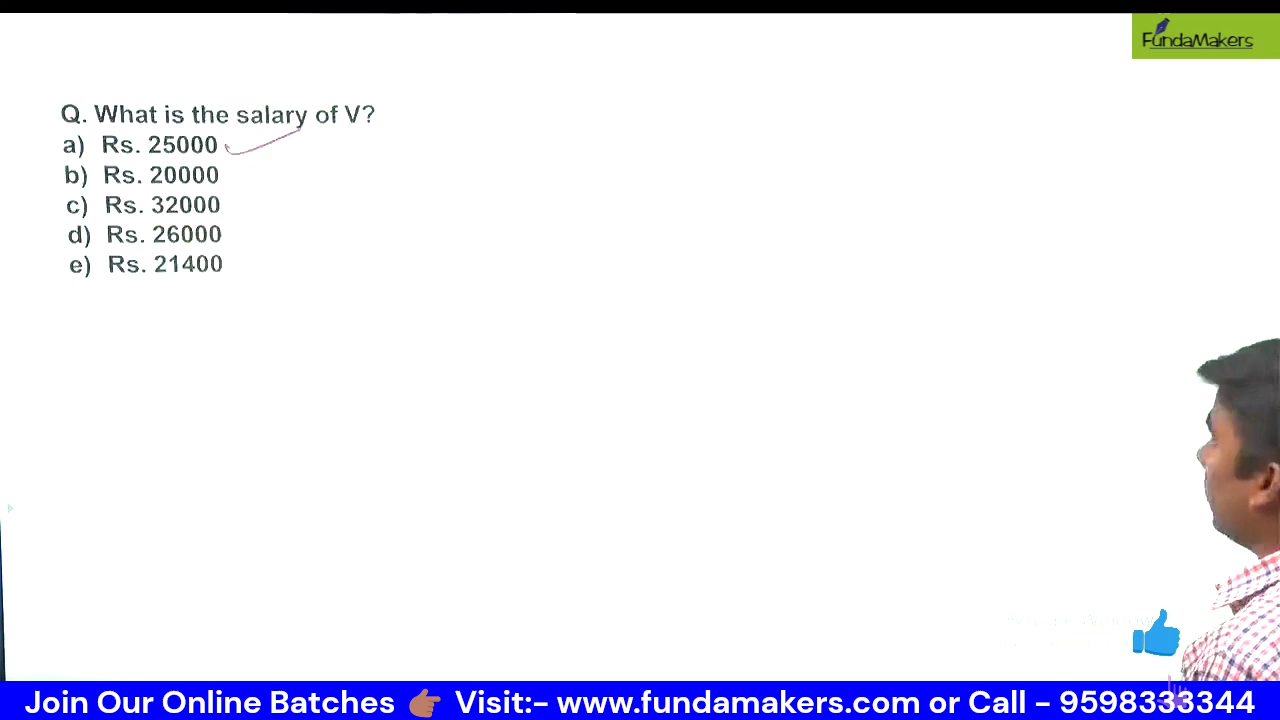 FundaMakers
Q. What is the salary of V?
a) Rs. 25000
b) Rs. 20000
c) Rs. 32000
d) Rs. 26000
e) Rs. 21400
Join Our Online Batches 👉🏽 Visit:- www.fundamakers.com or Call - 9598333344